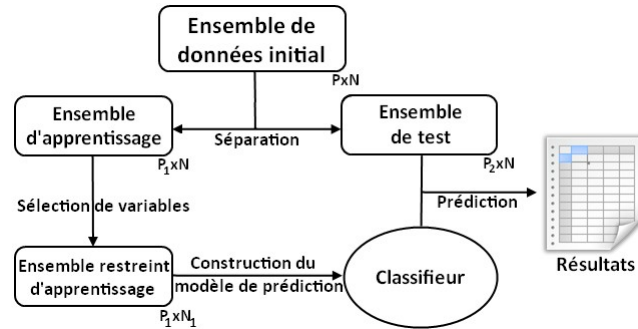 Ensemble de
données initial
PxN
Ensemble
d'apprentissage
P₁xN
Séparation
Ensemble
de test
P₂xN
Sélection de variables
Prédiction
Résultats
Ensemble restreint
d'apprentissage
P₁xN₁
Construction du
modèle de prédiction
Classifieur